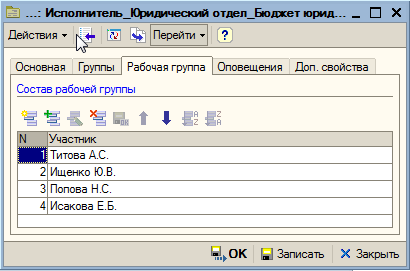 ...: Исполнитель_Юридический отдел_Бюджет юрид...
Действия Перейти ?
Основная Группы Рабочая группа Оповещения Доп. свойства
Состав рабочей группы
N Участник
1 Титова А.С.
2 Ищенко Ю.В.
3 Попова Н.С.
4 Исакова Е.Б.
OK Записать Закрыть